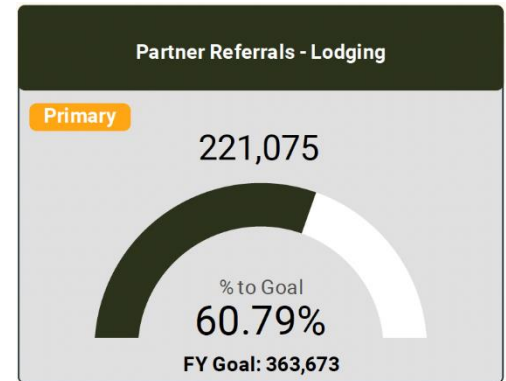 Partner Referrals - Lodging
Primary
221,075
% to Goal
60.79%
FY Goal: 363,673